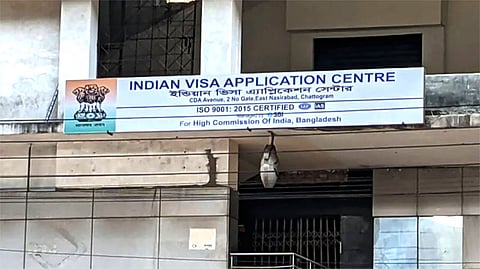 INDIAN VISA APPLICATION CENTRE
ইন্ডিয়ান ভিসা এ্যাপ্লিকেশন সেন্টার
CDA Avenue, 2 No Gate,East Nasirabad, Chattogram
ISO 9001: 2015 CERTIFIED
For High Commission Of India, Bangladesh